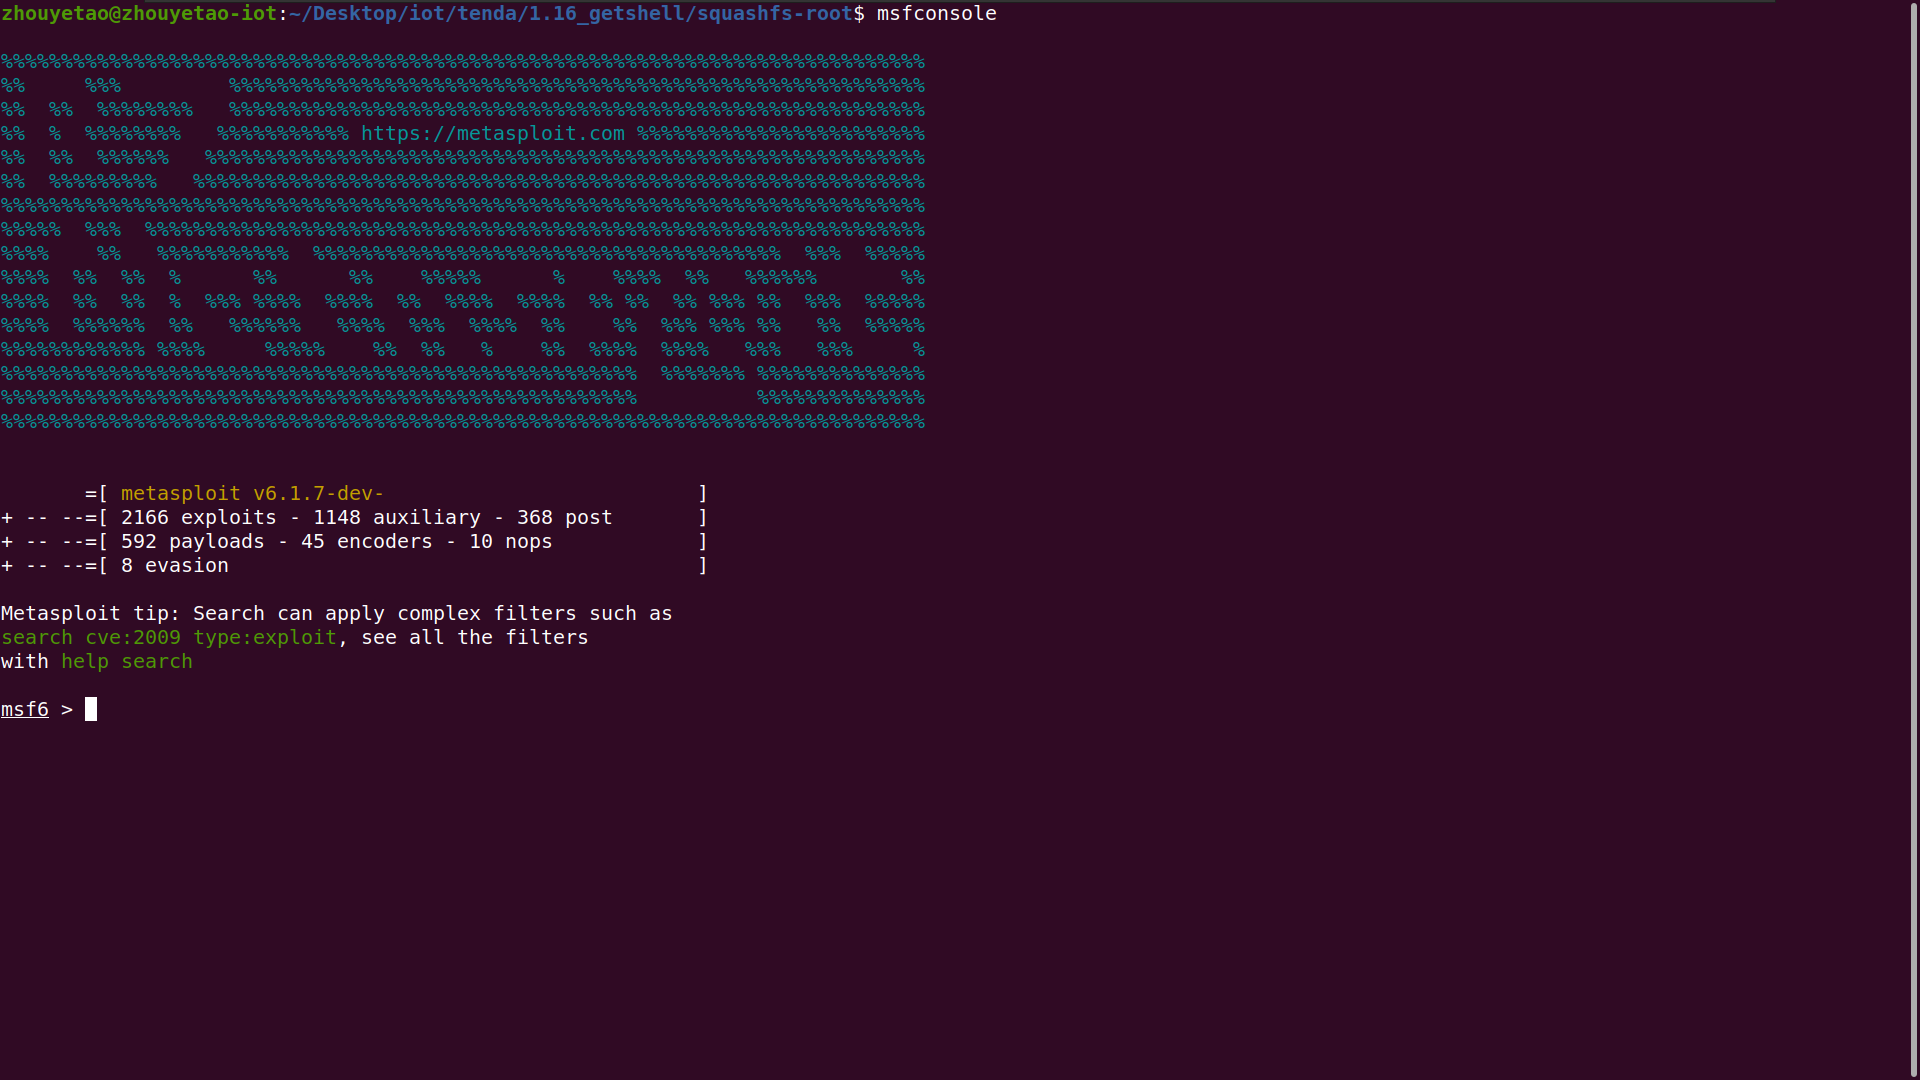 zhouyetao@zhouyetao-iot:~/Desktop/iot/tenda/1.16_getshell/squashfs-root$ msfconsole
%%%%%%%%%%%%%%%%%%%%%%%%%%%%%%%%%%%%%%%%%%%%%%%%%%%%%%%%%%%%%%%%%%%%%%%%%%%%%%%
%%     %%%         %%%%%%%%%%%%%%%%%%%%%%%%%%%%%%%%%%%%%%%%%%%%%%%%%%%%%%%%%%
%%  %%  %%%%%%%%   %%%%%%%%%%%%%%%%%%%%%%%%%%%%%%%%%%%%%%%%%%%%%%%%%%%%%%%%%%
%%  %  %%%%%%%%   %%%%%%%%%%% https://metasploit.com %%%%%%%%%%%%%%%%%%%%%%%%
%%  %%  %%%%%%   %%%%%%%%%%%%%%%%%%%%%%%%%%%%%%%%%%%%%%%%%%%%%%%%%%%%%%%%%%%%
%%  %%%%%%%%%   %%%%%%%%%%%%%%%%%%%%%%%%%%%%%%%%%%%%%%%%%%%%%%%%%%%%%%%%%%%%%
%%%%%%%%%%%%%%%%%%%%%%%%%%%%%%%%%%%%%%%%%%%%%%%%%%%%%%%%%%%%%%%%%%%%%%%%%%%%%%%
%%%%%  %%%  %%%%%%%%%%%%%%%%%%%%%%%%%%%%%%%%%%%%%%%%%%%%%%%%%%%%%%%%%%%%%%%%%
%%%%    %%   %%%%%%%%%%%  %%%%%%%%%%%%%%%%%%%%%%%%%%%%%%%%%%%%%%%  %%%  %%%%%
%%%%  %%  %%  %      %%      %%    %%%%%      %    %%%%  %%   %%%%%%       %%
%%%%  %%  %%  %  %%% %%%%  %%%%  %%  %%%%  %%%%  %% %%  %% %%% %%  %%%  %%%%%
%%%%  %%%%%%  %%   %%%%%%   %%%%  %%%  %%%%  %%    %%  %%% %%% %%   %%  %%%%%
%%%%%%%%%%%% %%%%     %%%%%    %%  %%   %    %%  %%%%  %%%%   %%%   %%%     %
%%%%%%%%%%%%%%%%%%%%%%%%%%%%%%%%%%%%%%%%%%%%%%%%%%%%%  %%%%%%% %%%%%%%%%%%%%%
%%%%%%%%%%%%%%%%%%%%%%%%%%%%%%%%%%%%%%%%%%%%%%%%%%%%%          %%%%%%%%%%%%%%
%%%%%%%%%%%%%%%%%%%%%%%%%%%%%%%%%%%%%%%%%%%%%%%%%%%%%%%%%%%%%%%%%%%%%%%%%%%%%%%
       =[ metasploit v6.1.7-dev-                          ]
+ -- --=[ 2166 exploits - 1148 auxiliary - 368 post       ]
+ -- --=[ 592 payloads - 45 encoders - 10 nops            ]
+ -- --=[ 8 evasion                                       ]
Metasploit tip: Search can apply complex filters such as
search cve:2009 type:exploit, see all the filters
with help search
msf6 >